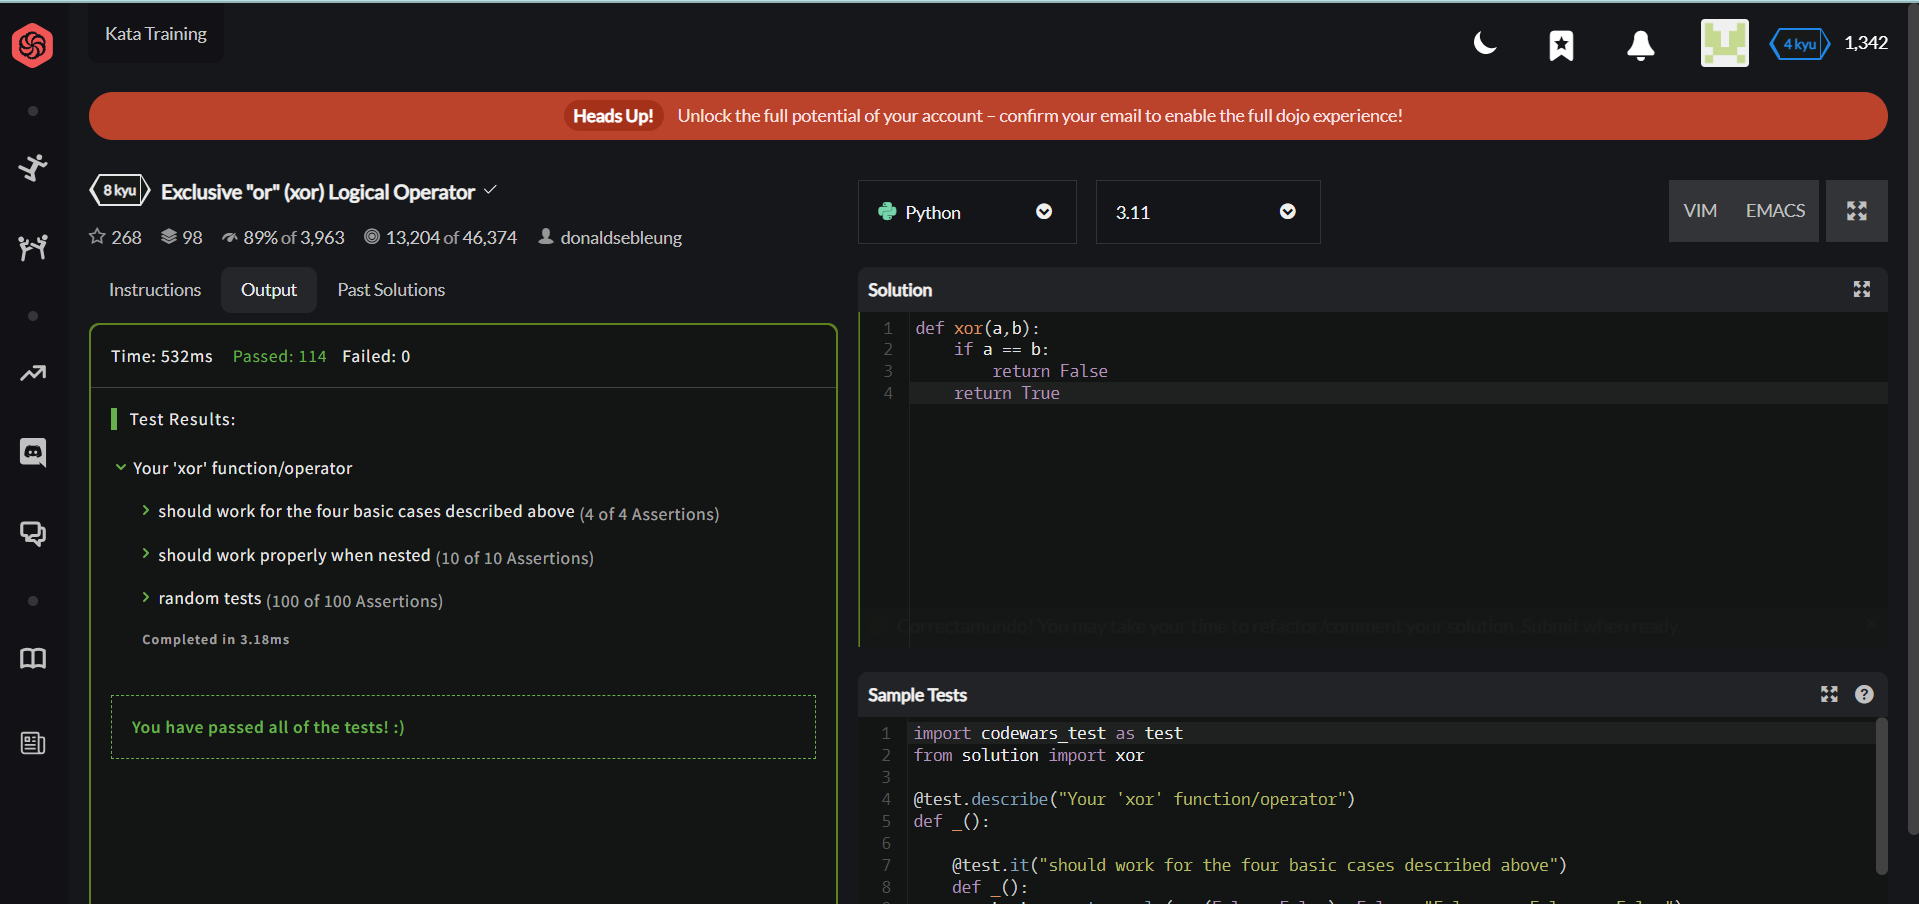 Kata Training
4 kyu 1,342
Heads Up! Unlock the full potential of your account – confirm your email to enable the full dojo experience!
8 kyu Exclusive "or" (xor) Logical Operator
268 98 89% of 3,963 13,204 of 46,374 donaldsebleung
Python 3.11 VIM EMACS
Instructions Output Past Solutions
Time: 532ms Passed: 114 Failed: 0
Test Results:
Your 'xor' function/operator
should work for the four basic cases described above (4 of 4 Assertions)
should work properly when nested (10 of 10 Assertions)
random tests (100 of 100 Assertions)
Completed in 3.18ms
You have passed all of the tests! :)
Solution
1 def xor(a,b):
2     if a == b:
3         return False
4     return True
Correctamundo! You may take your time to refactor/comment your solution. Submit when ready.
Sample Tests
1 import codewars_test as test
2 from solution import xor
3
4 @test.describe("Your 'xor' function/operator")
5 def _():
6
7     @test.it("should work for the four basic cases described above")
8     def _():